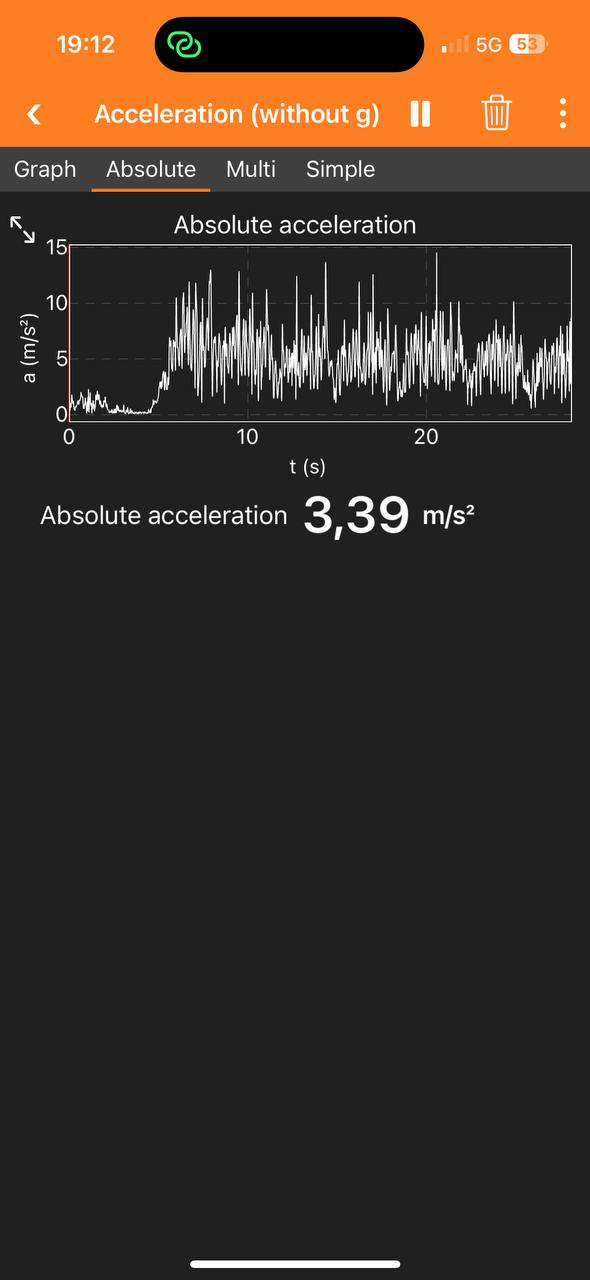 19:12 5G 53
Acceleration (without g)
Graph Absolute Multi Simple
Absolute acceleration
15
10
5
0
a (m/s²)
0 10 20
t (s)
Absolute acceleration 3,39 m/s²